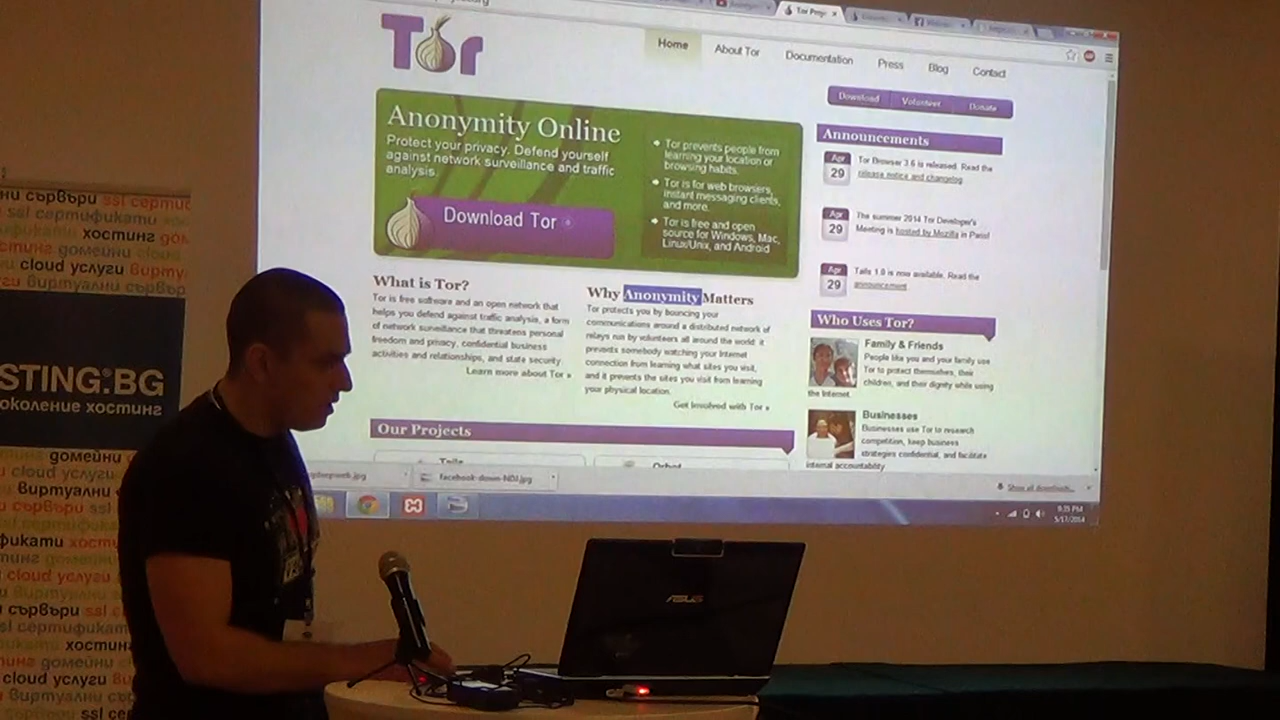 Tor
Home
About Tor
Documentation
Press
Blog
Contact
Download
Volunteer
Donate
Anonymity Online
Protect your privacy. Defend yourself
against network surveillance and traffic
analysis.
Download Tor
Tor prevents people from
learning your location or
browsing habits.
Tor is for web browsers,
instant messaging clients,
and more.
Tor is free and open
source for Windows, Mac,
Linux/Unix, and Android
What is Tor?
Tor is free software and an open network that
helps you defend against traffic analysis, a form
of network surveillance that threatens personal
freedom and privacy, confidential business
activities and relationships, and state security.
Learn more about Tor »
Why Anonymity Matters
Tor protects you by bouncing your
communications around a distributed network of
relays run by volunteers all around the world: it
prevents somebody watching your Internet
connection from learning what sites you visit,
and it prevents the sites you visit from learning
your physical location.
Get involved with Tor »
Our Projects
Tails
Orbot
Announcements
Apr
29
Tor Browser 3.6 is released. Read the
release notice and changelog
Apr
29
The summer 2014 Tor Developer's
Meeting is hosted by Mozilla in Paris!
Apr
29
Tails 1.0 is now available. Read the
announcement
Who Uses Tor?
Family & Friends
People like you and your family use
Tor to protect themselves, their
children, and their dignity while using
the Internet.
Businesses
Businesses use Tor to research
competition, keep business
strategies confidential, and facilitate
internal accountability
facebook-down-NDJ.jpg
Show all downloads...
9:35 PM
5/17/2014
ни сървъри ssl
ssl сертификати
хостинг
домейни
cloud услуги
виртуални
STING.BG
околение хостинг
домейни
cloud услуги
виртуални
сървъри ssl
хости
cloud услуги
сървъри ssl
хостин
домейни
cloud услуги
ssl
ASUS